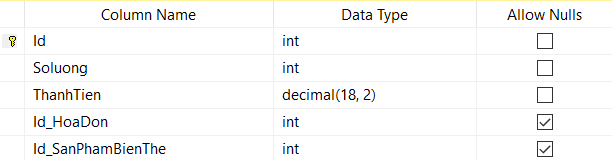 Column Name Data Type Allow Nulls
Id int
Soluong int
ThanhTien decimal(18, 2)
Id_HoaDon int
Id_SanPhamBienThe int